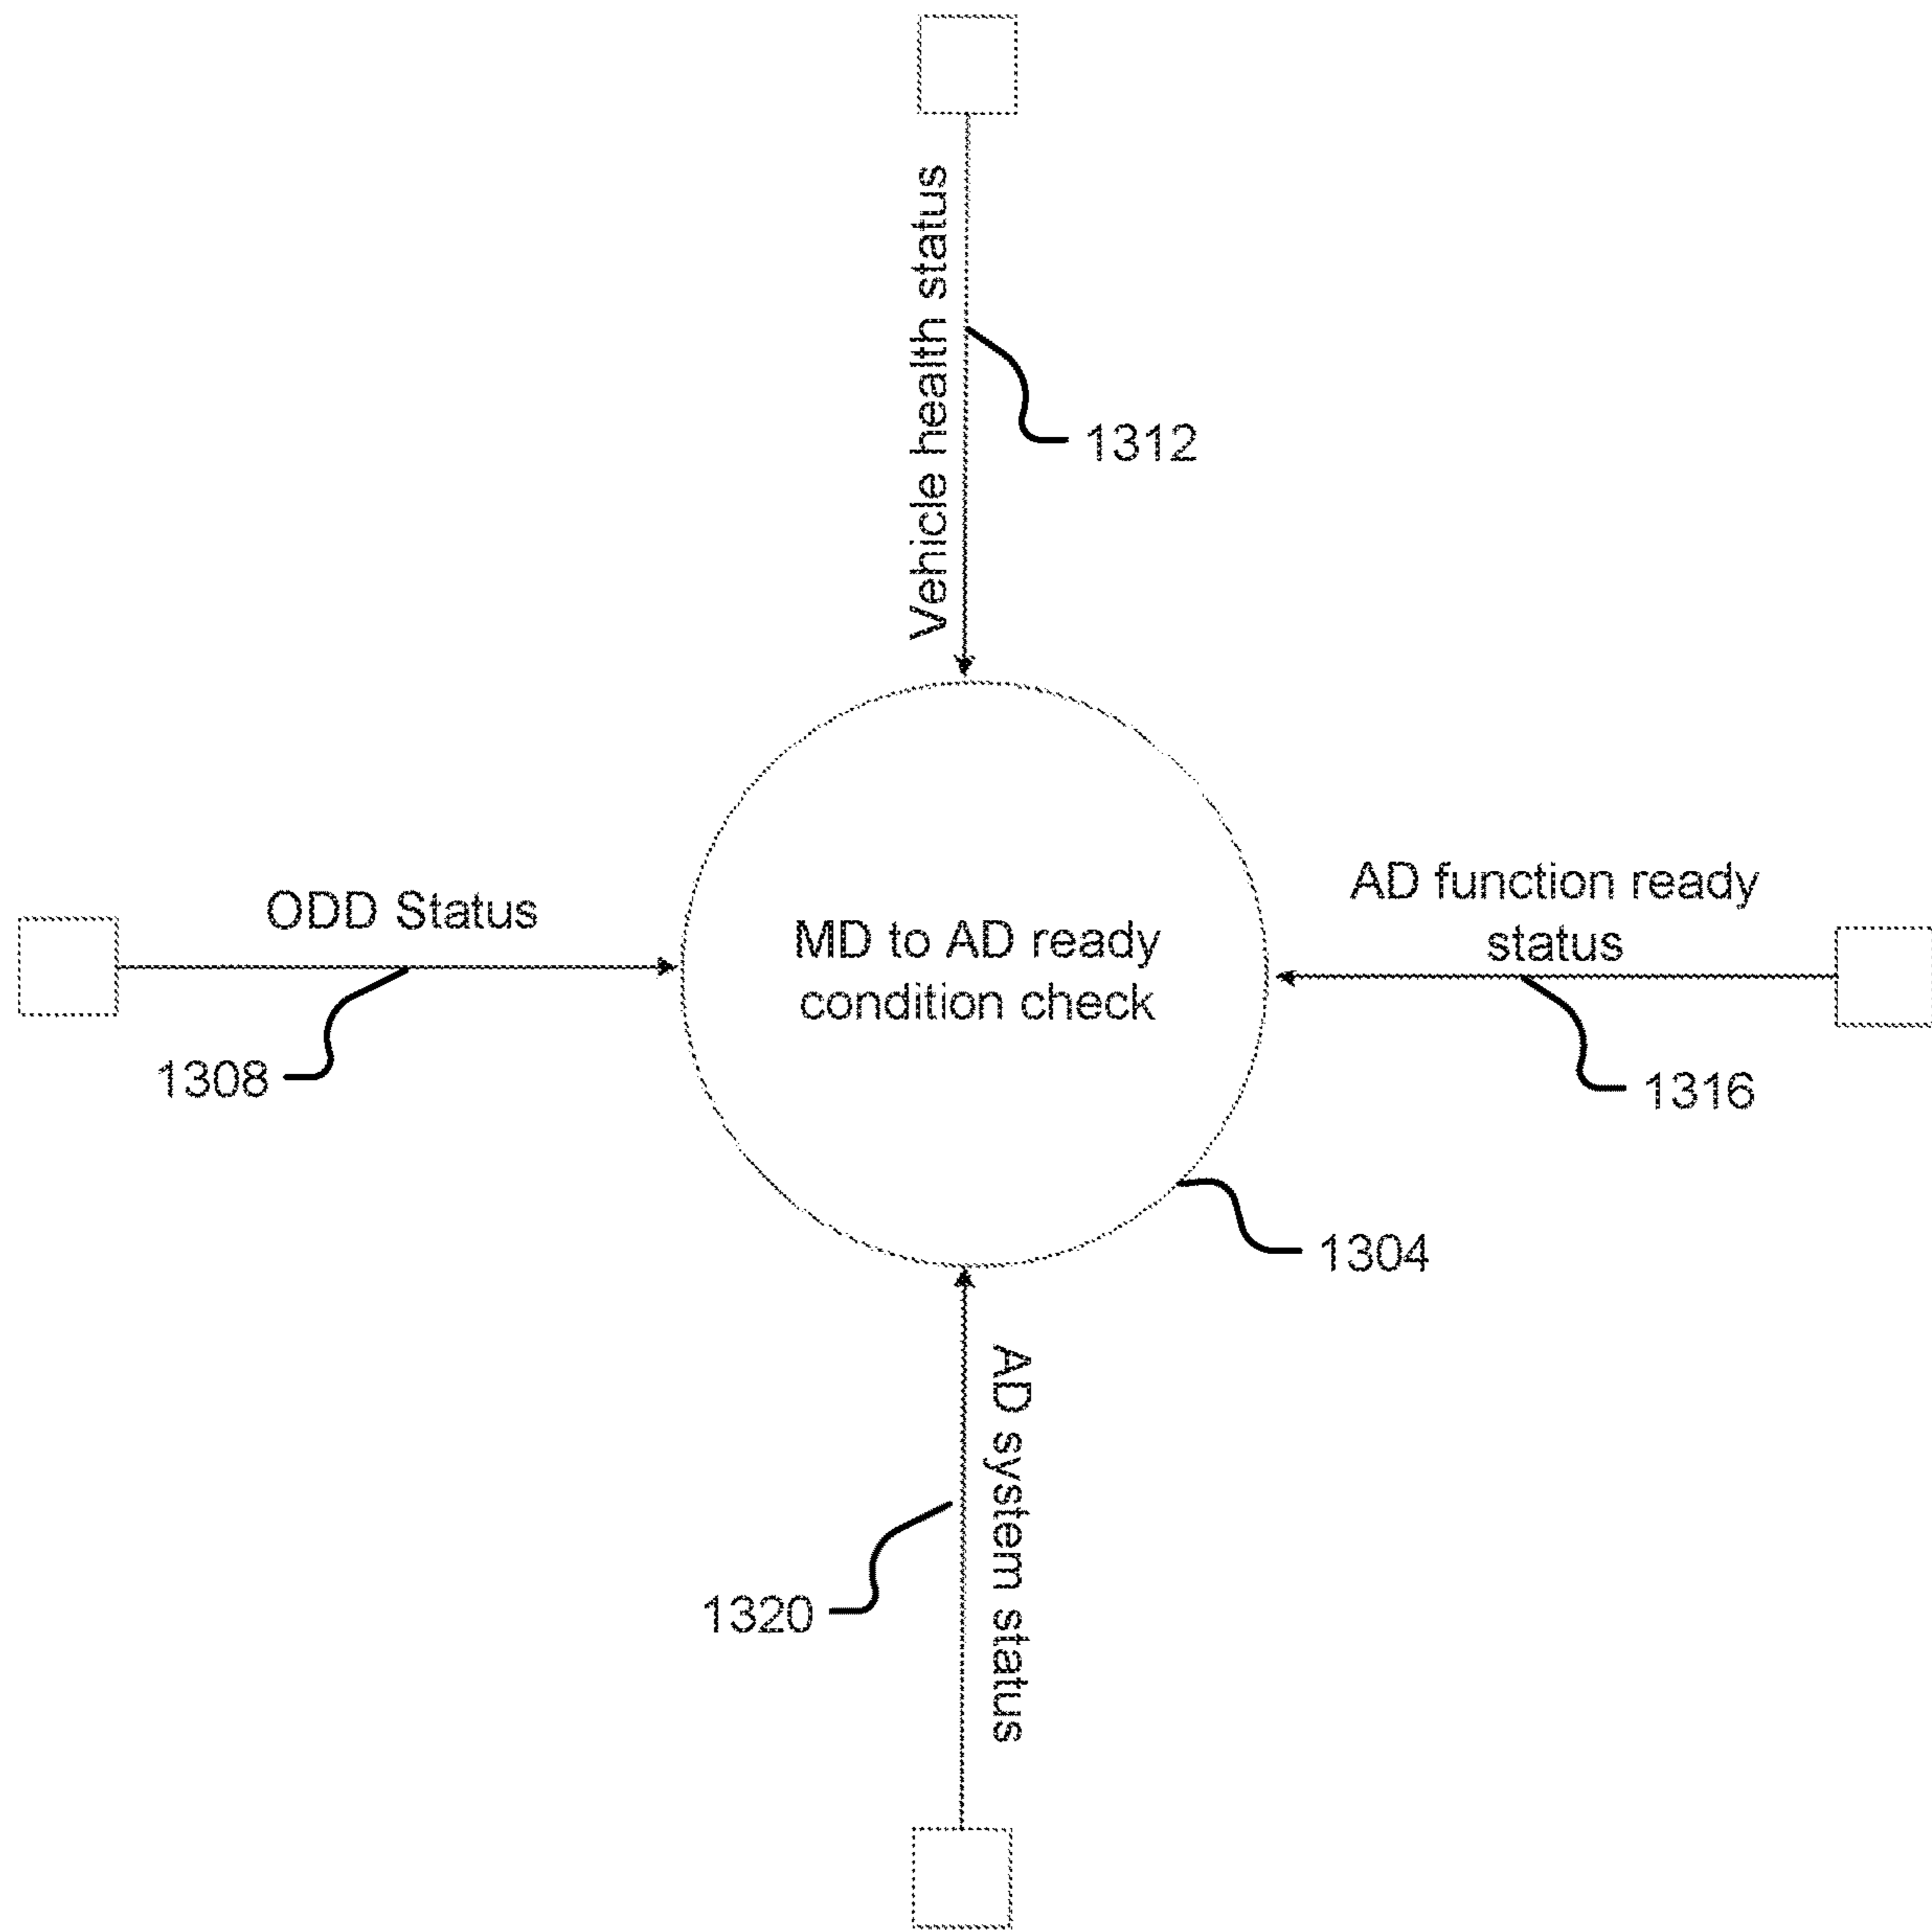 Vehicle health status
1312
ODD Status
AD function ready
status
MD to AD ready
condition check
1308
1316
1304
AD system status
1320